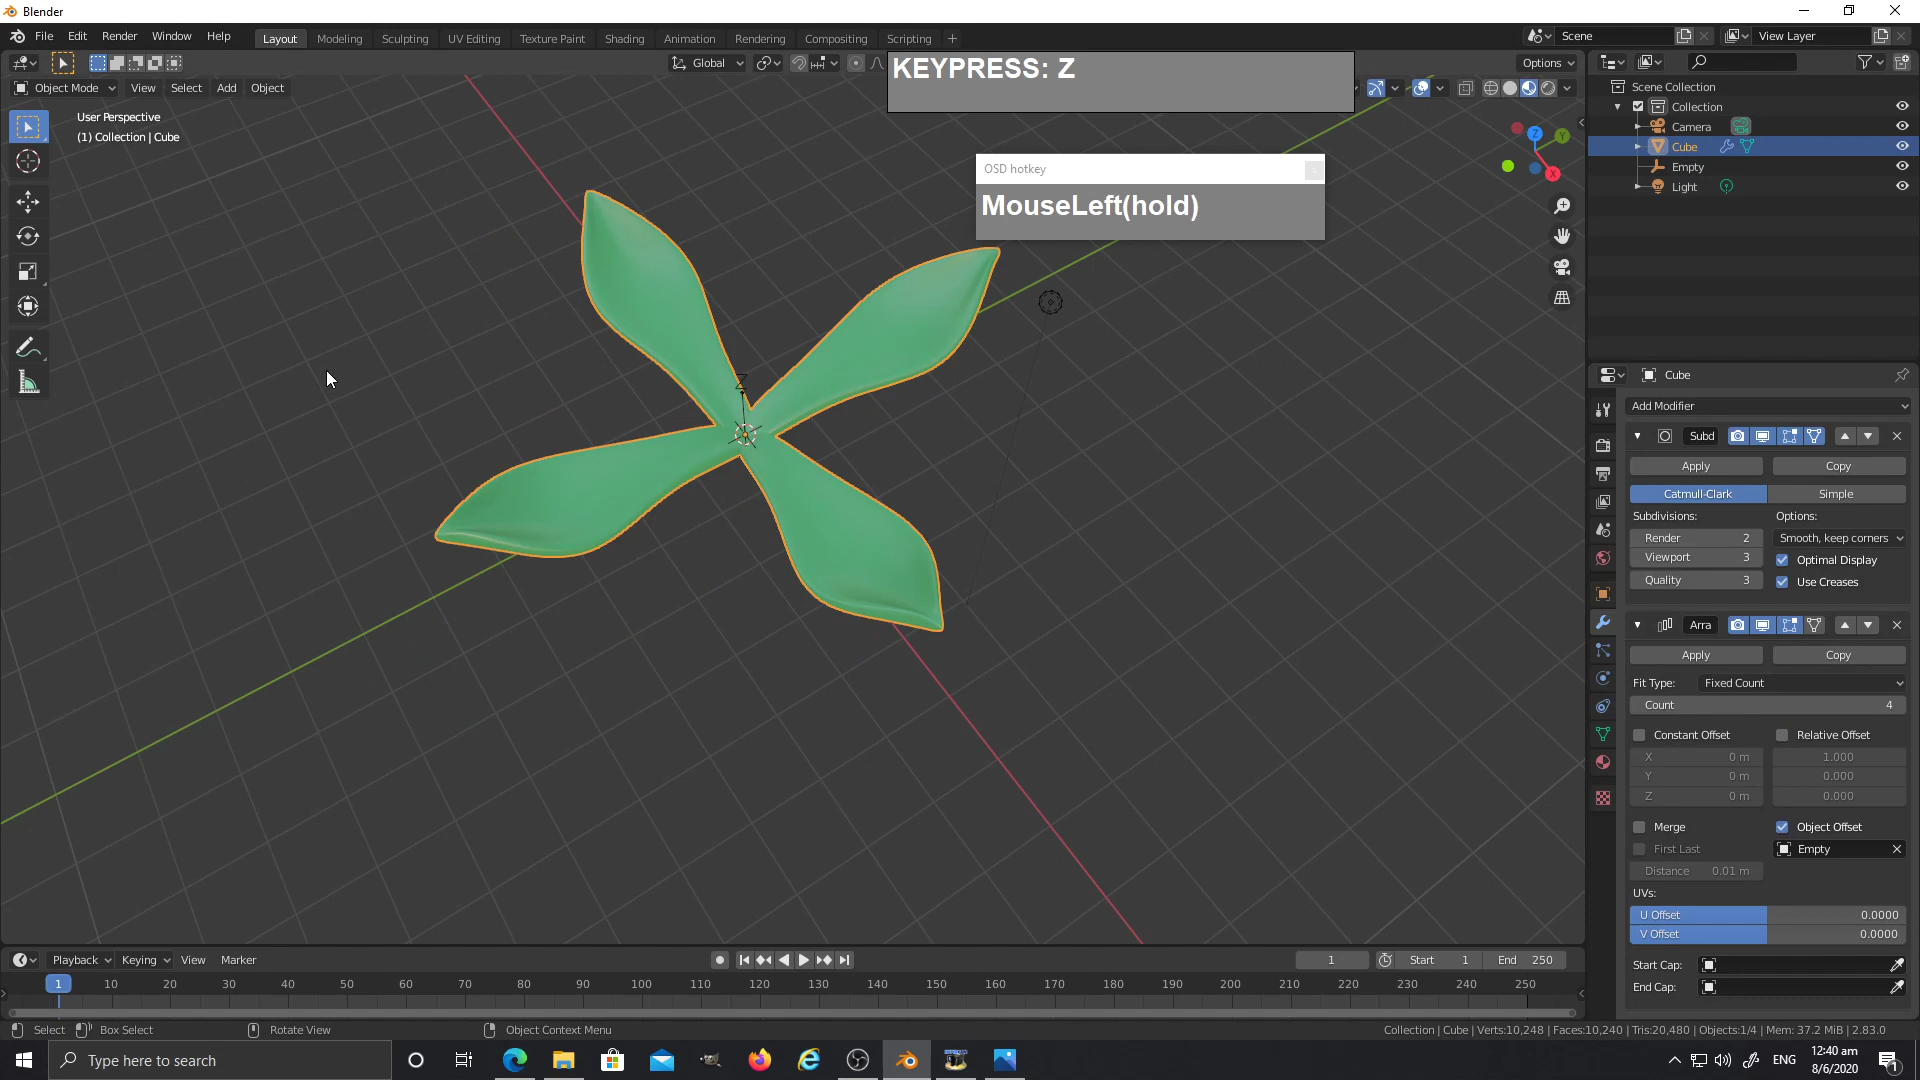 Blender
File Edit Render Window Help
Layout Modeling Sculpting UV Editing Texture Paint Shading Animation Rendering Compositing Scripting
Scene
View Layer
Global
Options
KEYPRESS: Z
Object Mode View Select Add Object
User Perspective
(1) Collection | Cube
OSD hotkey
MouseLeft(hold)
Z
Z
Y
X
Scene Collection
Collection
Camera
Cube
Empty
Light
Cube
Add Modifier
Subd
Apply Copy
Catmull-Clark Simple
Subdivisions: Options:
Render 2 Smooth, keep corners
Viewport 3 Optimal Display
Quality 3 Use Creases
Arra
Apply Copy
Fit Type: Fixed Count
Count 4
Constant Offset Relative Offset
X 0 m 1.000
Y 0 m 0.000
Z 0 m 0.000
Merge Object Offset
First Last Empty
Distance 0.01 m
UVs:
U Offset 0.0000
V Offset 0.0000
Start Cap:
End Cap:
Playback Keying View Marker
1 Start 1 End 250
1 10 20 30 40 50 60 70 80 90 100 110 120 130 140 150 160 170 180 190 200 210 220 230 240 250
Select Box Select Rotate View Object Context Menu
Collection | Cube | Verts:10,248 | Faces:10,240 | Tris:20,480 | Objects:1/4 | Mem: 37.2 MiB | 2.83.0
Type here to search
ENG
12:40 am
8/6/2020
1